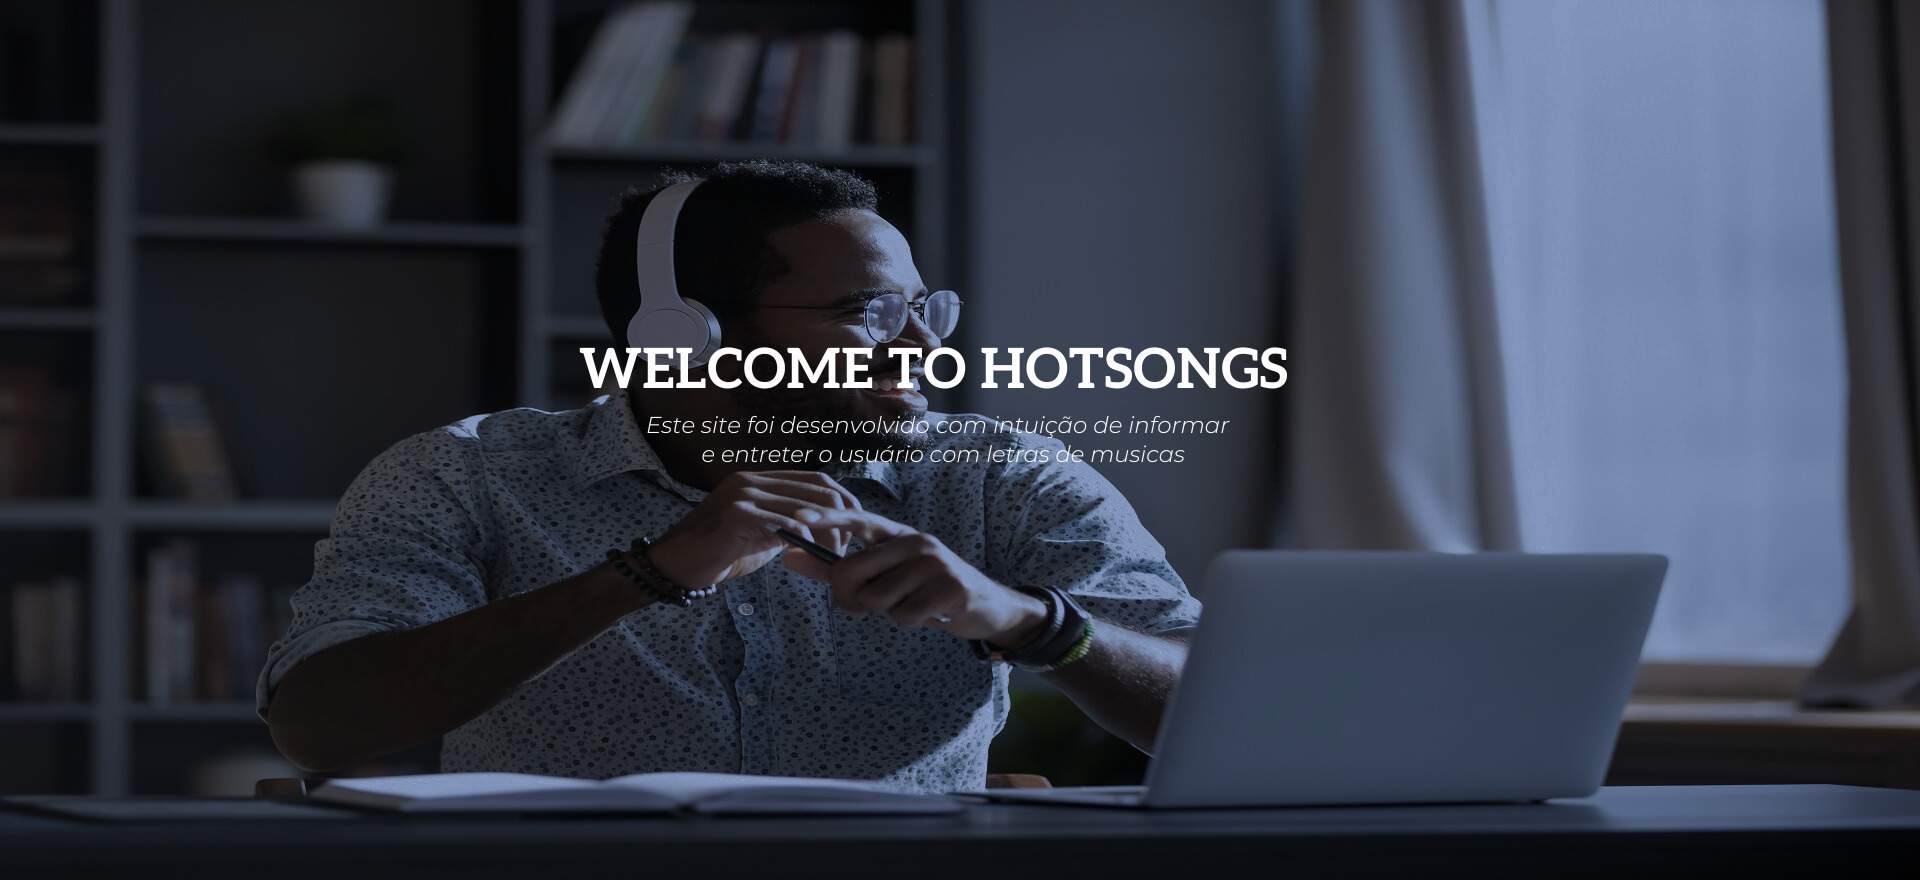 WELCOME TO HOTSONGS
Este site foi desenvolvido com intuição de informar
e entreter o usuário com letras de musicas